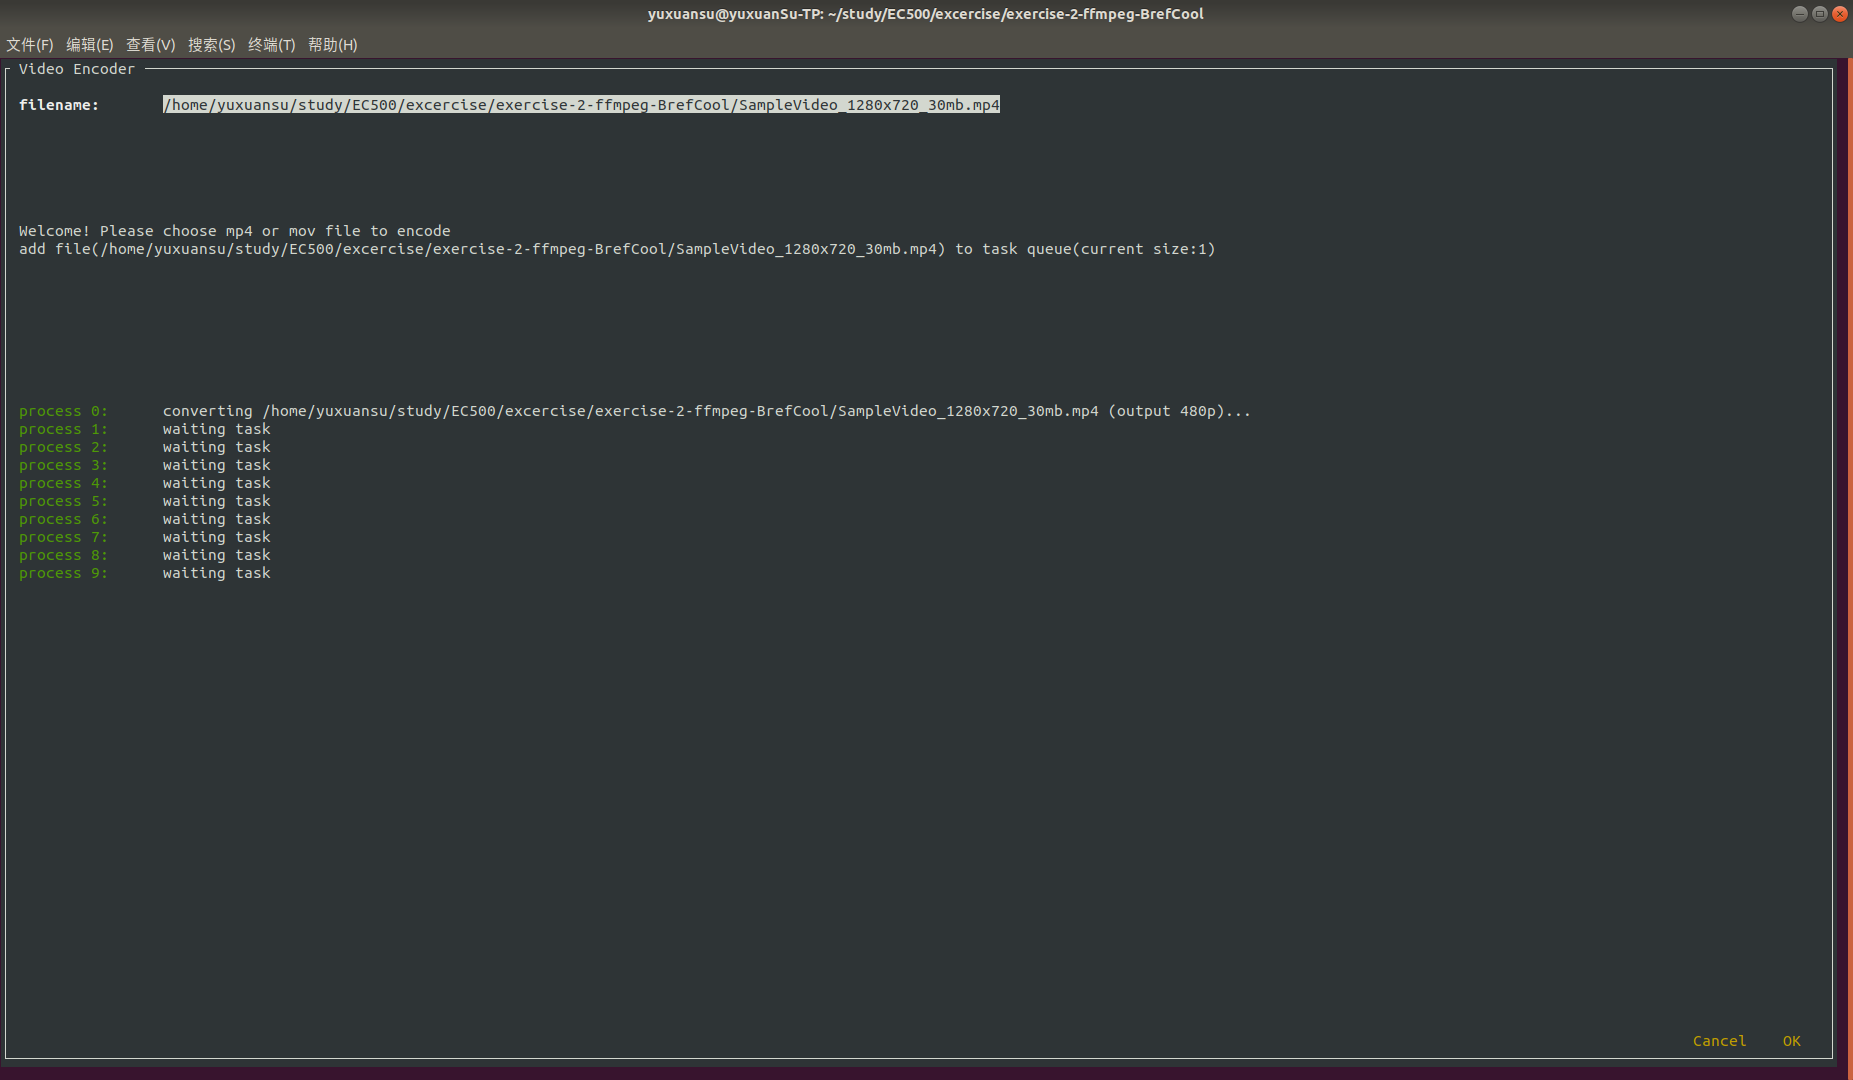 yuxuansu@yuxuanSu-TP: ~/study/EC500/excercise/exercise-2-ffmpeg-BrefCool
文件(F) 编辑(E) 查看(V) 搜索(S) 终端(T) 帮助(H)
Video Encoder
filename: /home/yuxuansu/study/EC500/excercise/exercise-2-ffmpeg-BrefCool/SampleVideo_1280x720_30mb.mp4
Welcome! Please choose mp4 or mov file to encode
add file(/home/yuxuansu/study/EC500/excercise/exercise-2-ffmpeg-BrefCool/SampleVideo_1280x720_30mb.mp4) to task queue(current size:1)
process 0: converting /home/yuxuansu/study/EC500/excercise/exercise-2-ffmpeg-BrefCool/SampleVideo_1280x720_30mb.mp4 (output 480p)...
process 1: waiting task
process 2: waiting task
process 3: waiting task
process 4: waiting task
process 5: waiting task
process 6: waiting task
process 7: waiting task
process 8: waiting task
process 9: waiting task
Cancel OK